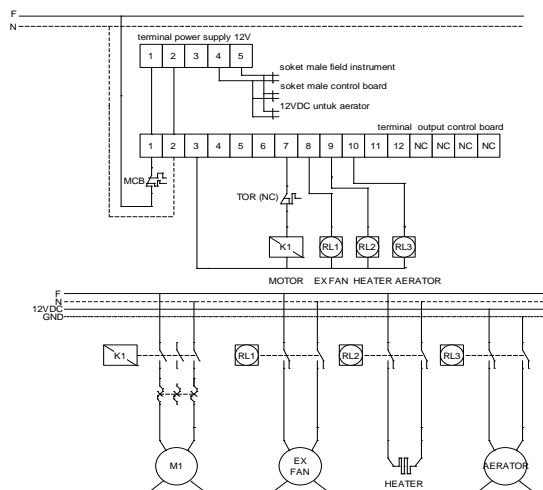 F
N
terminal power supply 12V
1 2 3 4 5
soket male field instrument
soket male control board
12VDC untuk aerator
terminal output control board
1 2 3 4 5 6 7 8 9 10 11 12 NC NC NC NC
MCB
TOR (NC)
K1 RL1 RL2 RL3
MOTOR EX FAN HEATER AERATOR
F
N
12VDC
GND
K1 RL1 RL2 RL3
M1
EX
FAN
HEATER
AERATOR